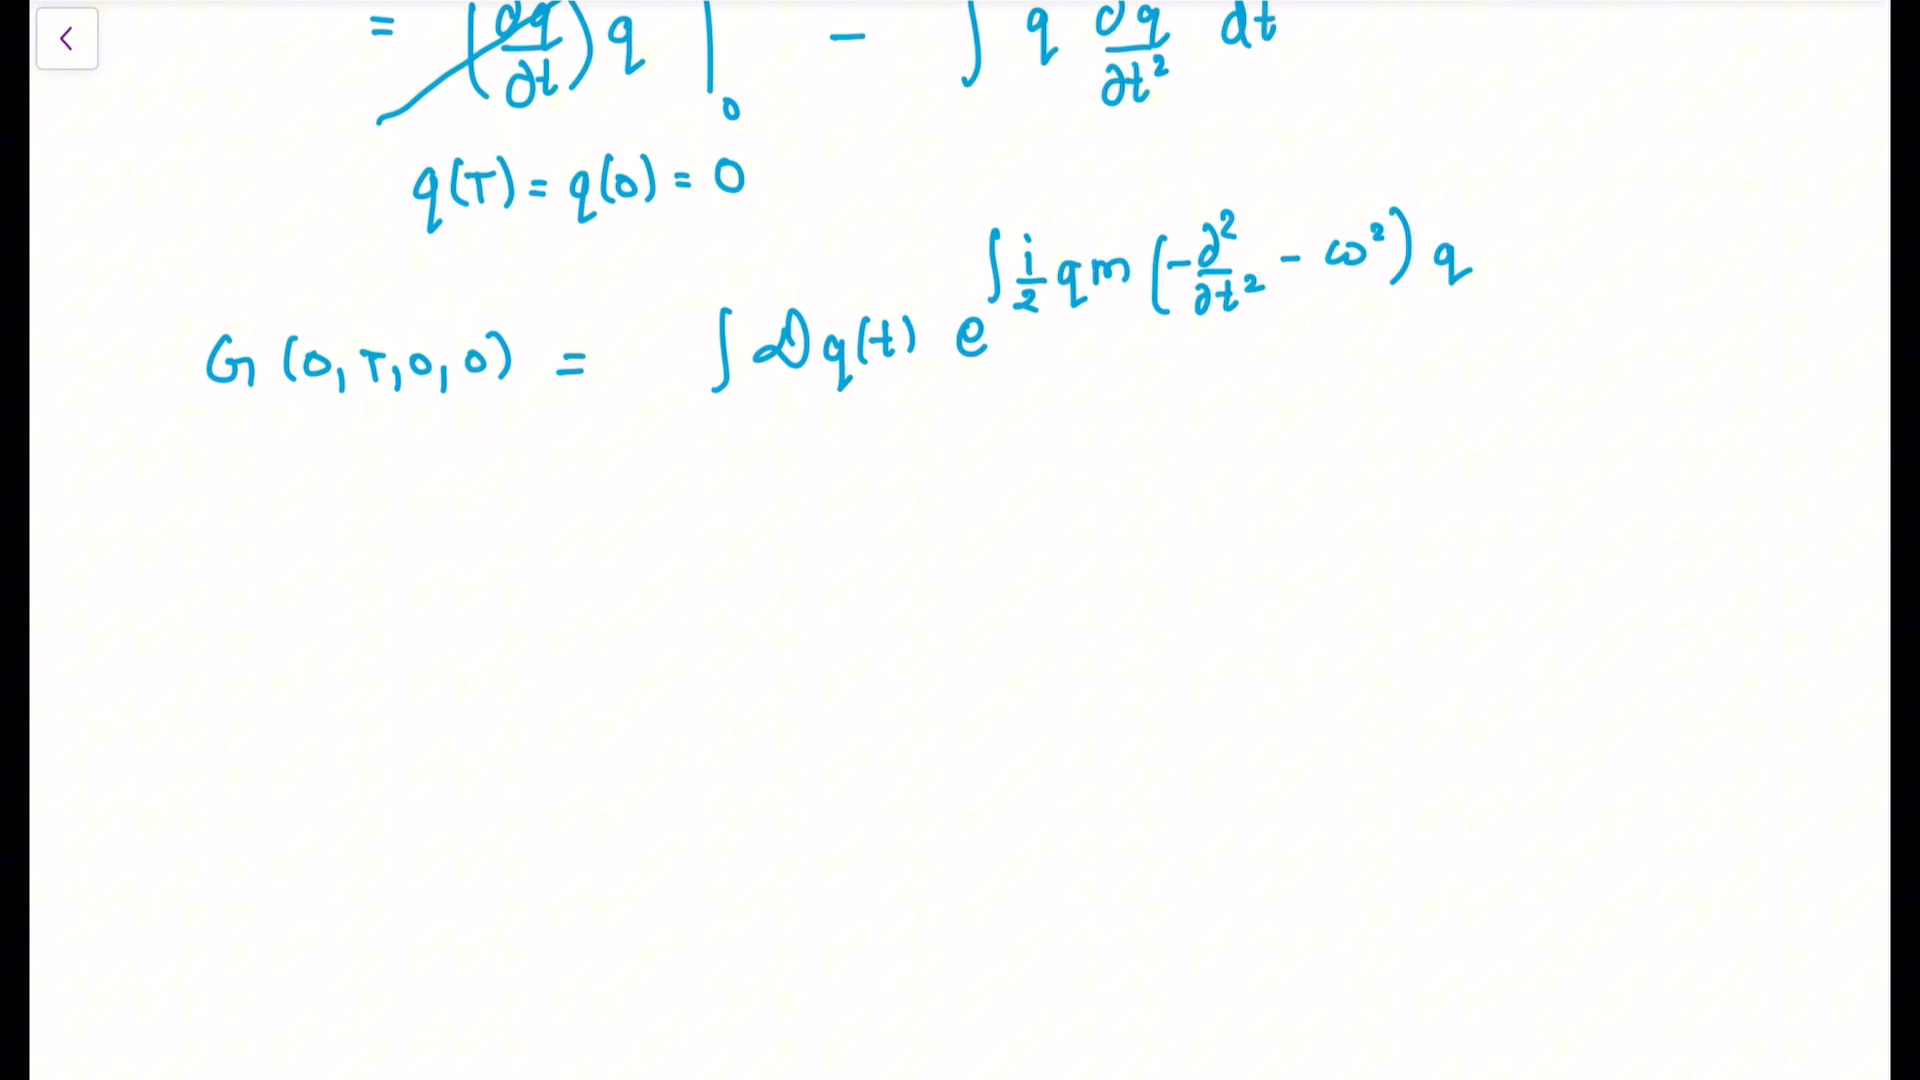 = (∂q/∂t) q |₀ - ∫ q ∂q/∂t² dt
q(T) = q(0) = 0
G(0,T,0,0) = ∫ 𝒟q(t) e^{∫ i/2 q m (-∂²/∂t² - ω²) q}